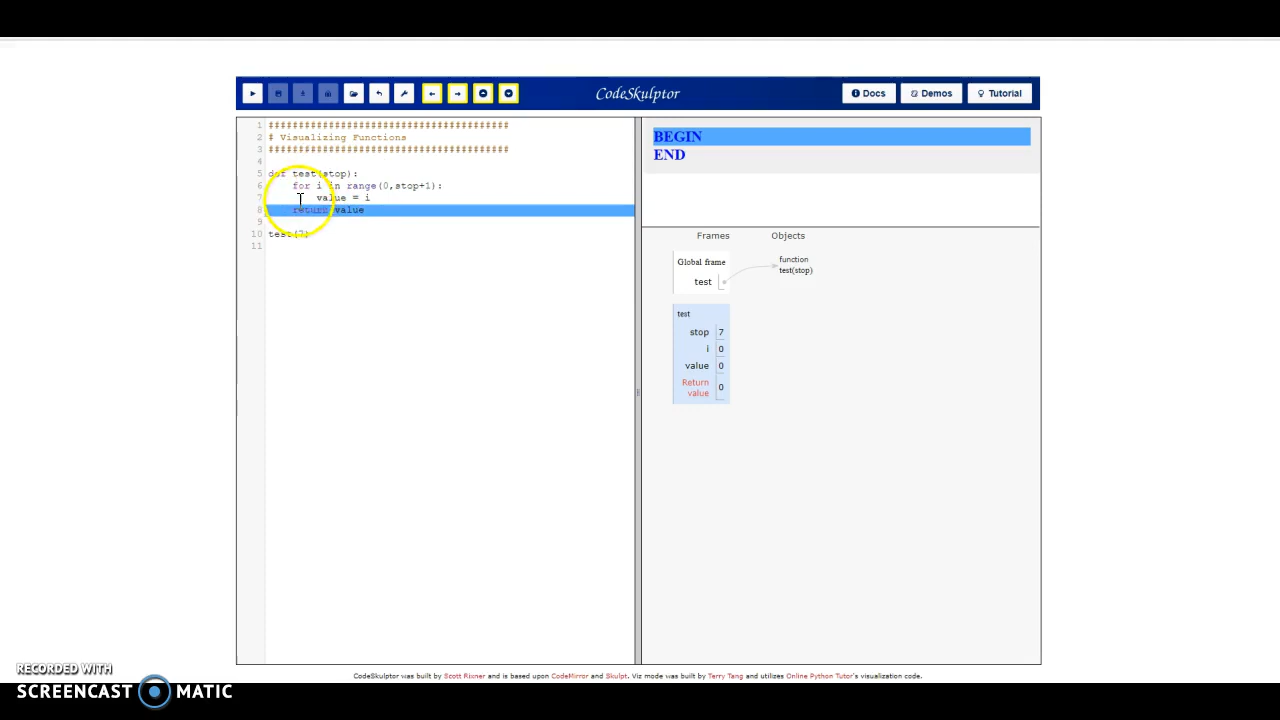 CodeSkulptor
Docs
Demos
Tutorial
1 #######################################
2 # Visualizing Functions
3 #######################################
4
5 def test(stop):
6 for i in range(0,stop+1):
7 value = i
8 return value
9
10 test(7)
11
BEGIN
END
Frames Objects
Global frame
test
function
test(stop)
test
stop 7
i 0
value 0
Return
value 0
CodeSkulptor was built by Scott Rixner and is based upon CodeMirror and Skulpt. Viz mode was built by Terry Tang and utilizes Online Python Tutor's visualization code.
RECORDED WITH
SCREENCAST MATIC